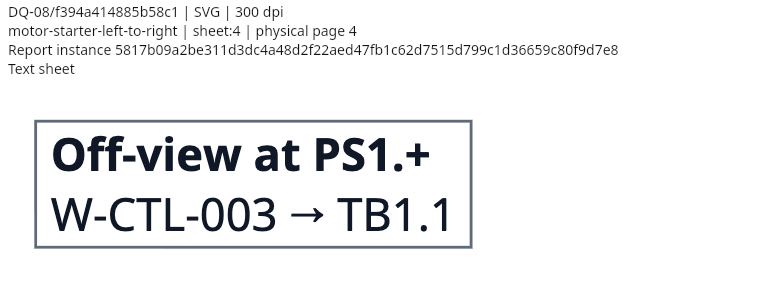 DQ-08/f394a414885b58c1 | SVG | 300 dpi
motor-starter-left-to-right | sheet:4 | physical page 4
Report instance 5817b09a2be311d3dc4a48d2f22aed47fb1c62d7515d799c1d36659c80f9d7e8
Text sheet
Off-view at PS1.+
W-CTL-003 → TB1.1